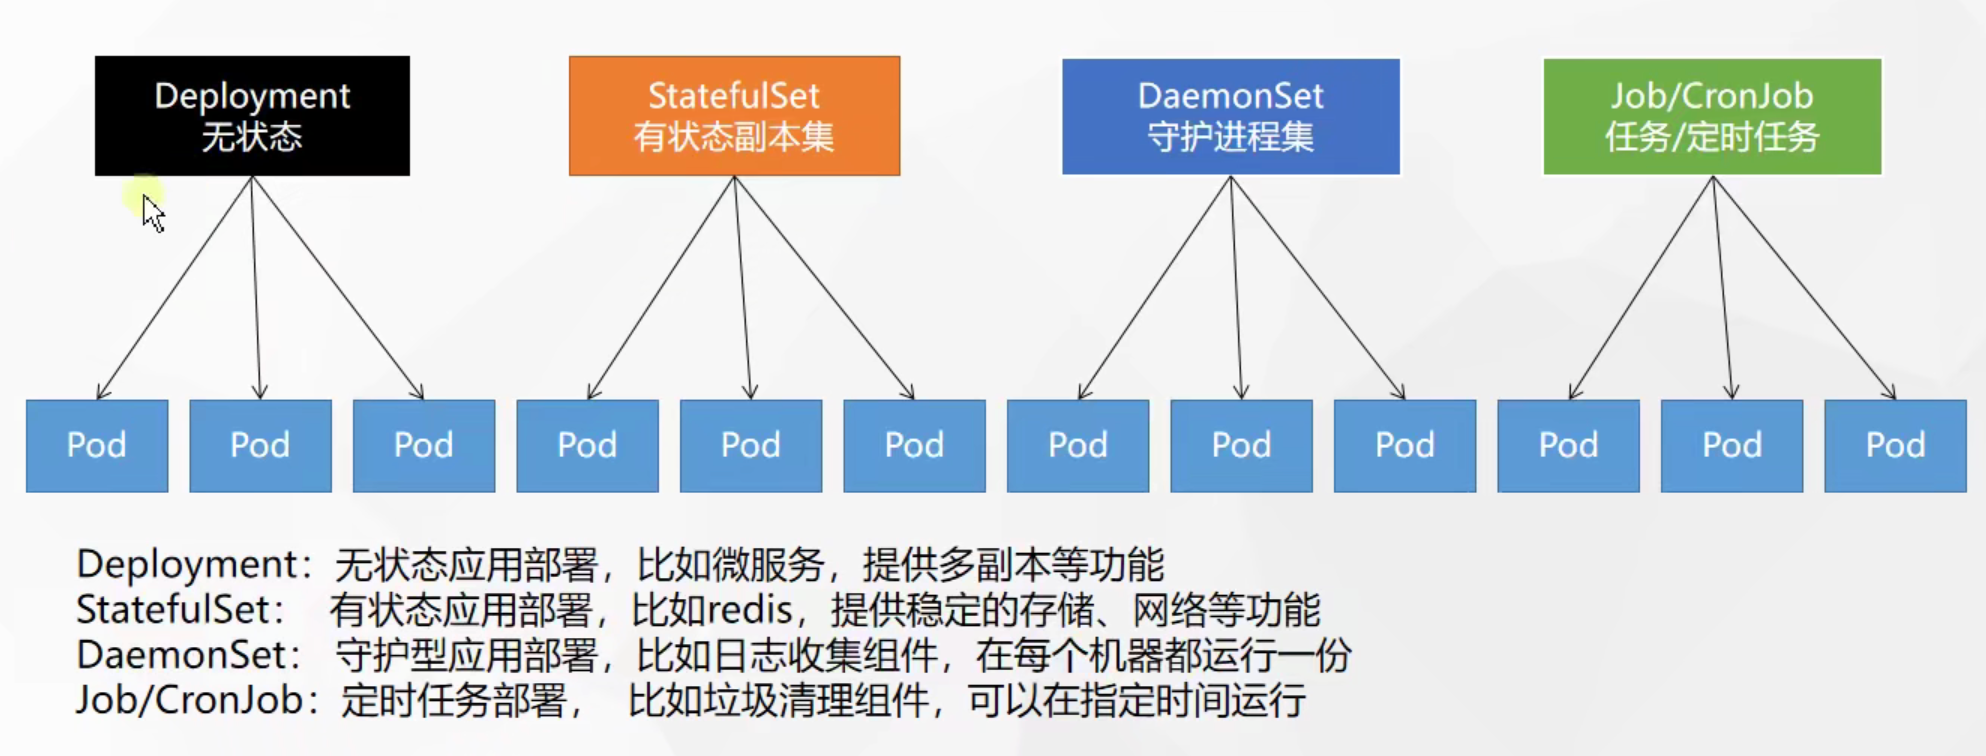 Deployment
无状态
StatefulSet
有状态副本集
DaemonSet
守护进程集
Job/CronJob
任务/定时任务
Pod
Pod
Pod
Pod
Pod
Pod
Pod
Pod
Pod
Pod
Pod
Pod
Deployment：无状态应用部署，比如微服务，提供多副本等功能
StatefulSet： 有状态应用部署，比如redis，提供稳定的存储、网络等功能
DaemonSet： 守护型应用部署，比如日志收集组件，在每个机器都运行一份
Job/CronJob：定时任务部署， 比如垃圾清理组件，可以在指定时间运行